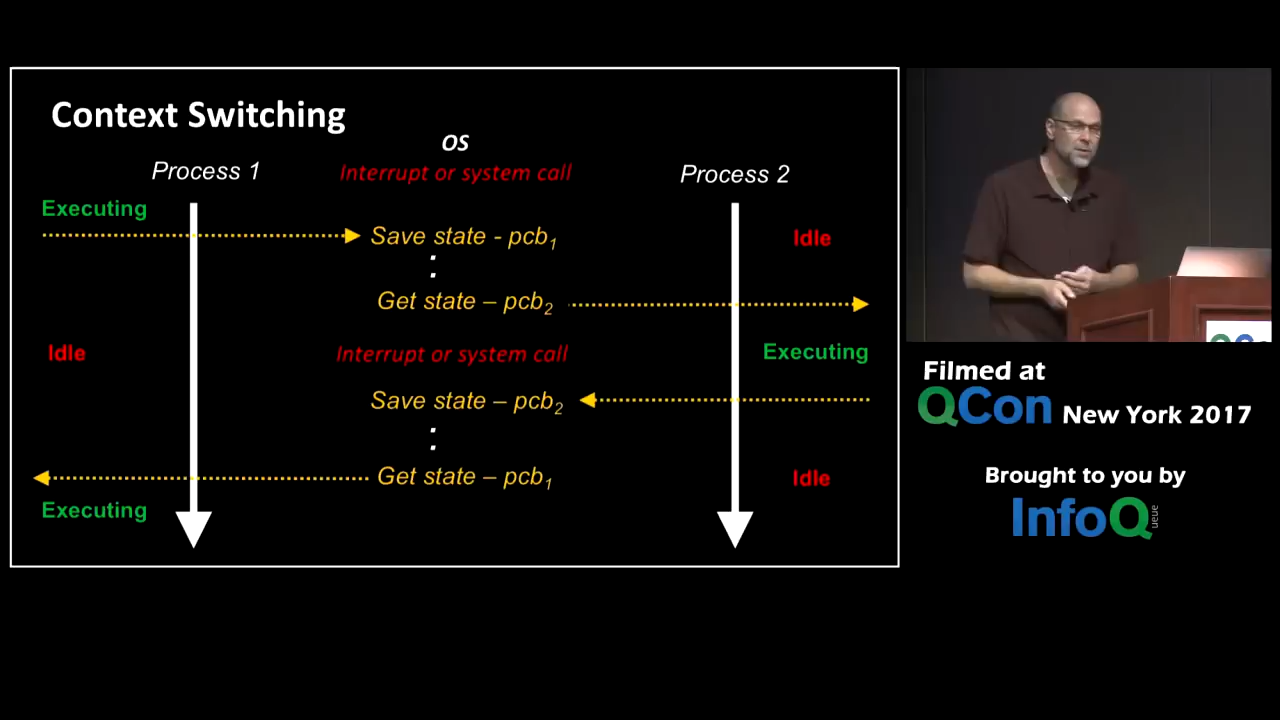 Context Switching
OS
Process 1
Interrupt or system call
Process 2
Executing
Save state - pcb1
Idle
:
Get state – pcb2
Idle
Interrupt or system call
Executing
Save state – pcb2
:
Get state – pcb1
Idle
Executing
Filmed at
QCon New York 2017
Brought to you by
InfoQueue